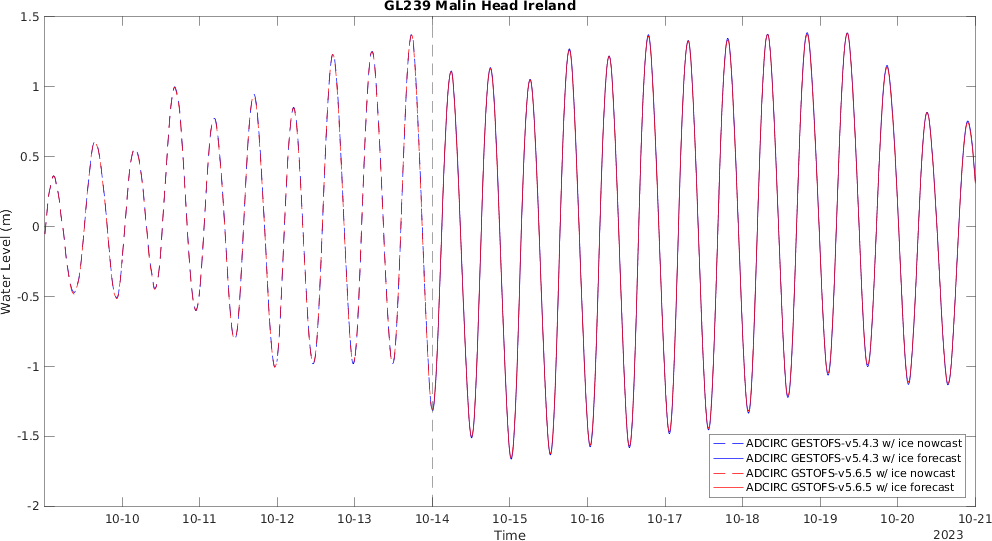 GL239 Malin Head Ireland
1.5
1
0.5
0
-0.5
-1
-1.5
-2
Water Level (m)
ADCIRC GESTOFS-v5.4.3 w/ ice nowcast
ADCIRC GESTOFS-v5.4.3 w/ ice forecast
ADCIRC GSTOFS-v5.6.5 w/ ice nowcast
ADCIRC GSTOFS-v5.6.5 w/ ice forecast
10-10 10-11 10-12 10-13 10-14 10-15 10-16 10-17 10-18 10-19 10-20 10-21
Time
2023